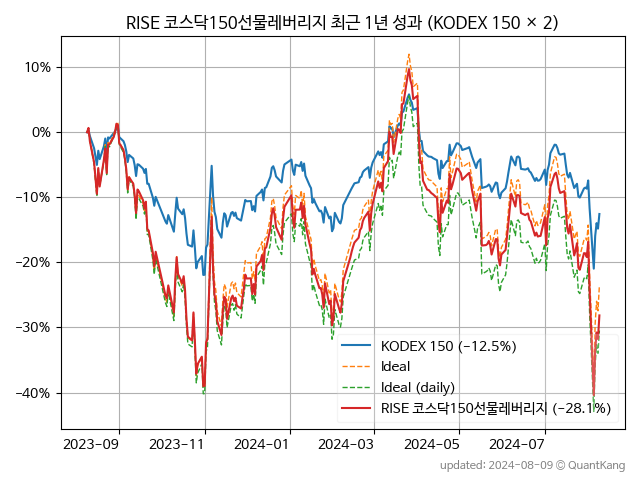 RISE 코스닥150선물레버리지 최근 1년 성과 (KODEX 150 × 2)
10%
0%
−10%
−20%
−30%
−40%
KODEX 150 (−12.5%)
Ideal
Ideal (daily)
RISE 코스닥150선물레버리지 (−28.1%)
2023-09
2023-11
2024-01
2024-03
2024-05
2024-07
updated: 2024-08-09 © QuantKang